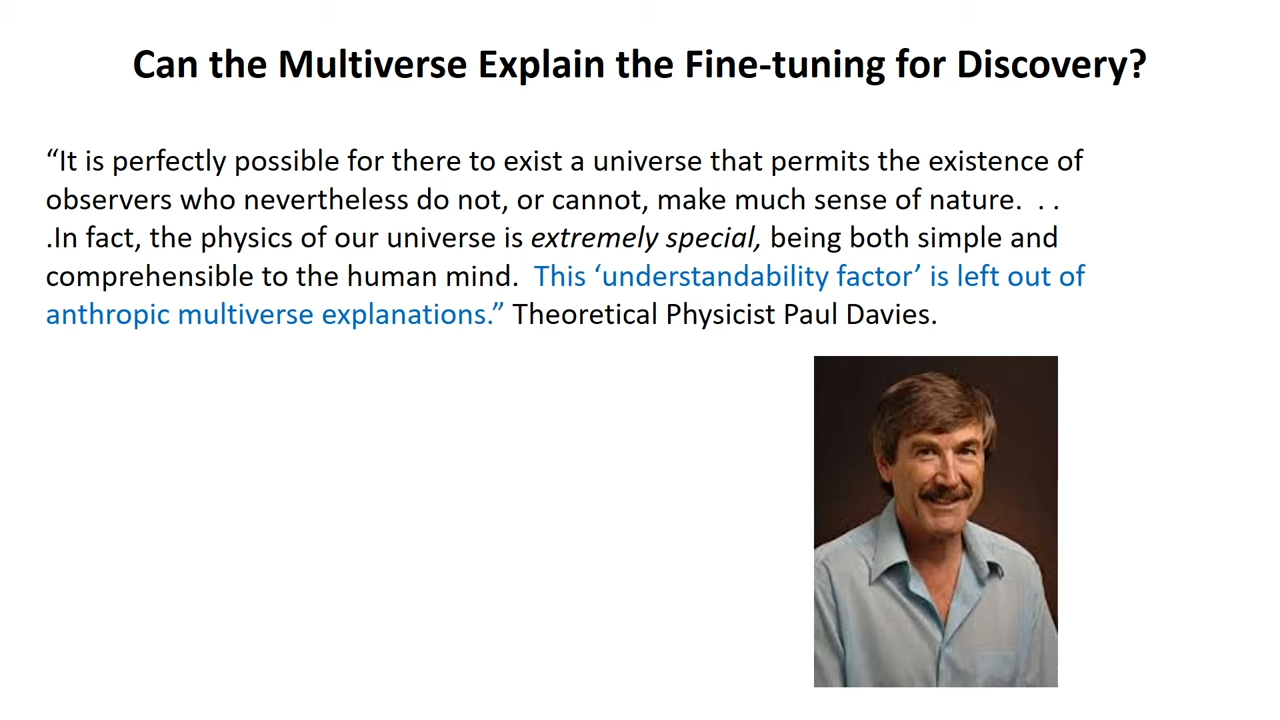 Can the Multiverse Explain the Fine-tuning for Discovery?
“It is perfectly possible for there to exist a universe that permits the existence of
observers who nevertheless do not, or cannot, make much sense of nature.  . .
.In fact, the physics of our universe is extremely special, being both simple and
comprehensible to the human mind.  This ‘understandability factor’ is left out of
anthropic multiverse explanations.” Theoretical Physicist Paul Davies.